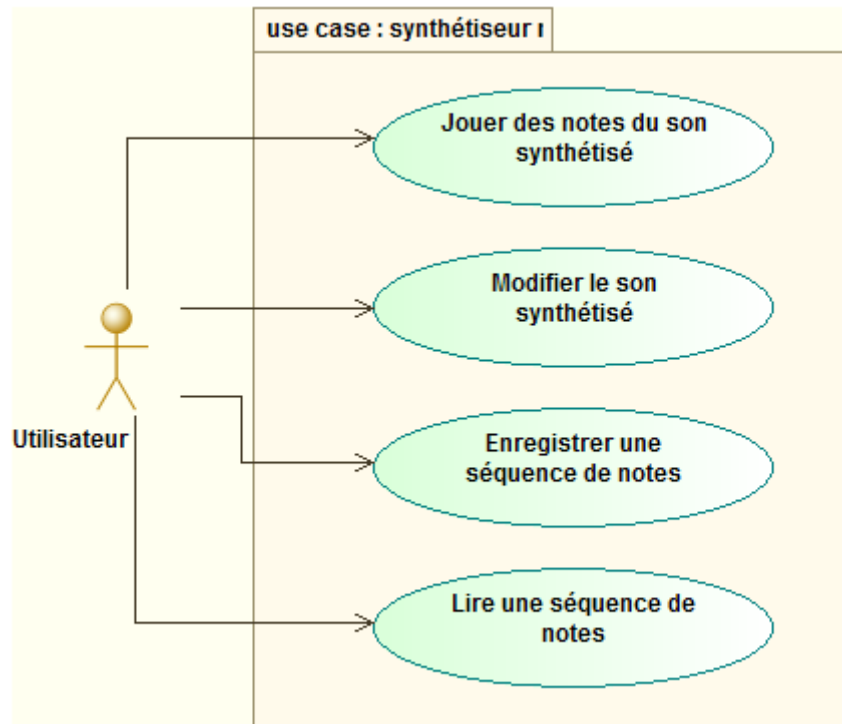 use case : synthétiseur
Jouer des notes du son
synthétisé
Modifier le son
synthétisé
Enregistrer une
séquence de notes
Utilisateur
Lire une séquence de
notes